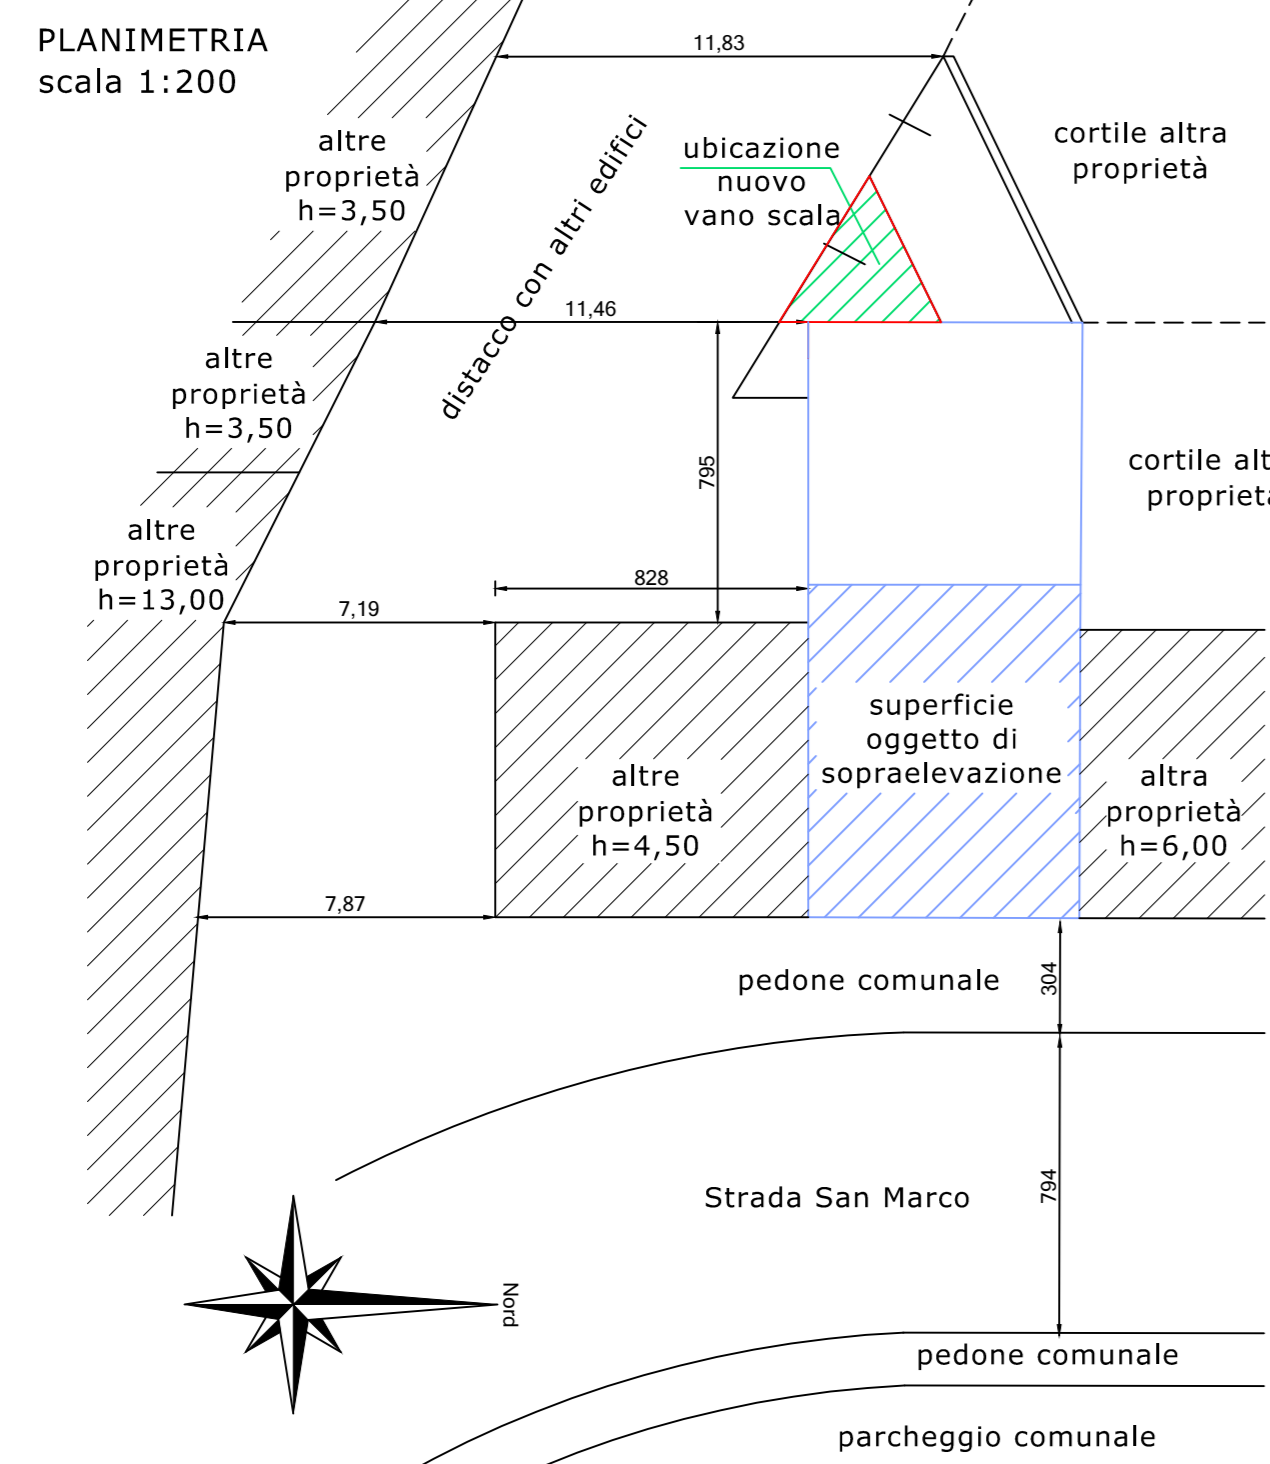 PLANIMETRIA
scala 1:200
11,83
altre
proprietà
h=3,50
distacco con altri edifici
ubicazione
nuovo
vano scala
cortile altra
proprietà
11,46
altre
proprietà
h=3,50
795
cortile alt
propriet
altre
proprietà
h=13,00
828
7,19
superficie
oggetto di
sopraelevazione
altre
proprietà
h=4,50
altra
proprietà
h=6,00
7,87
pedone comunale
304
Strada San Marco
794
Nord
pedone comunale
parcheggio comunale